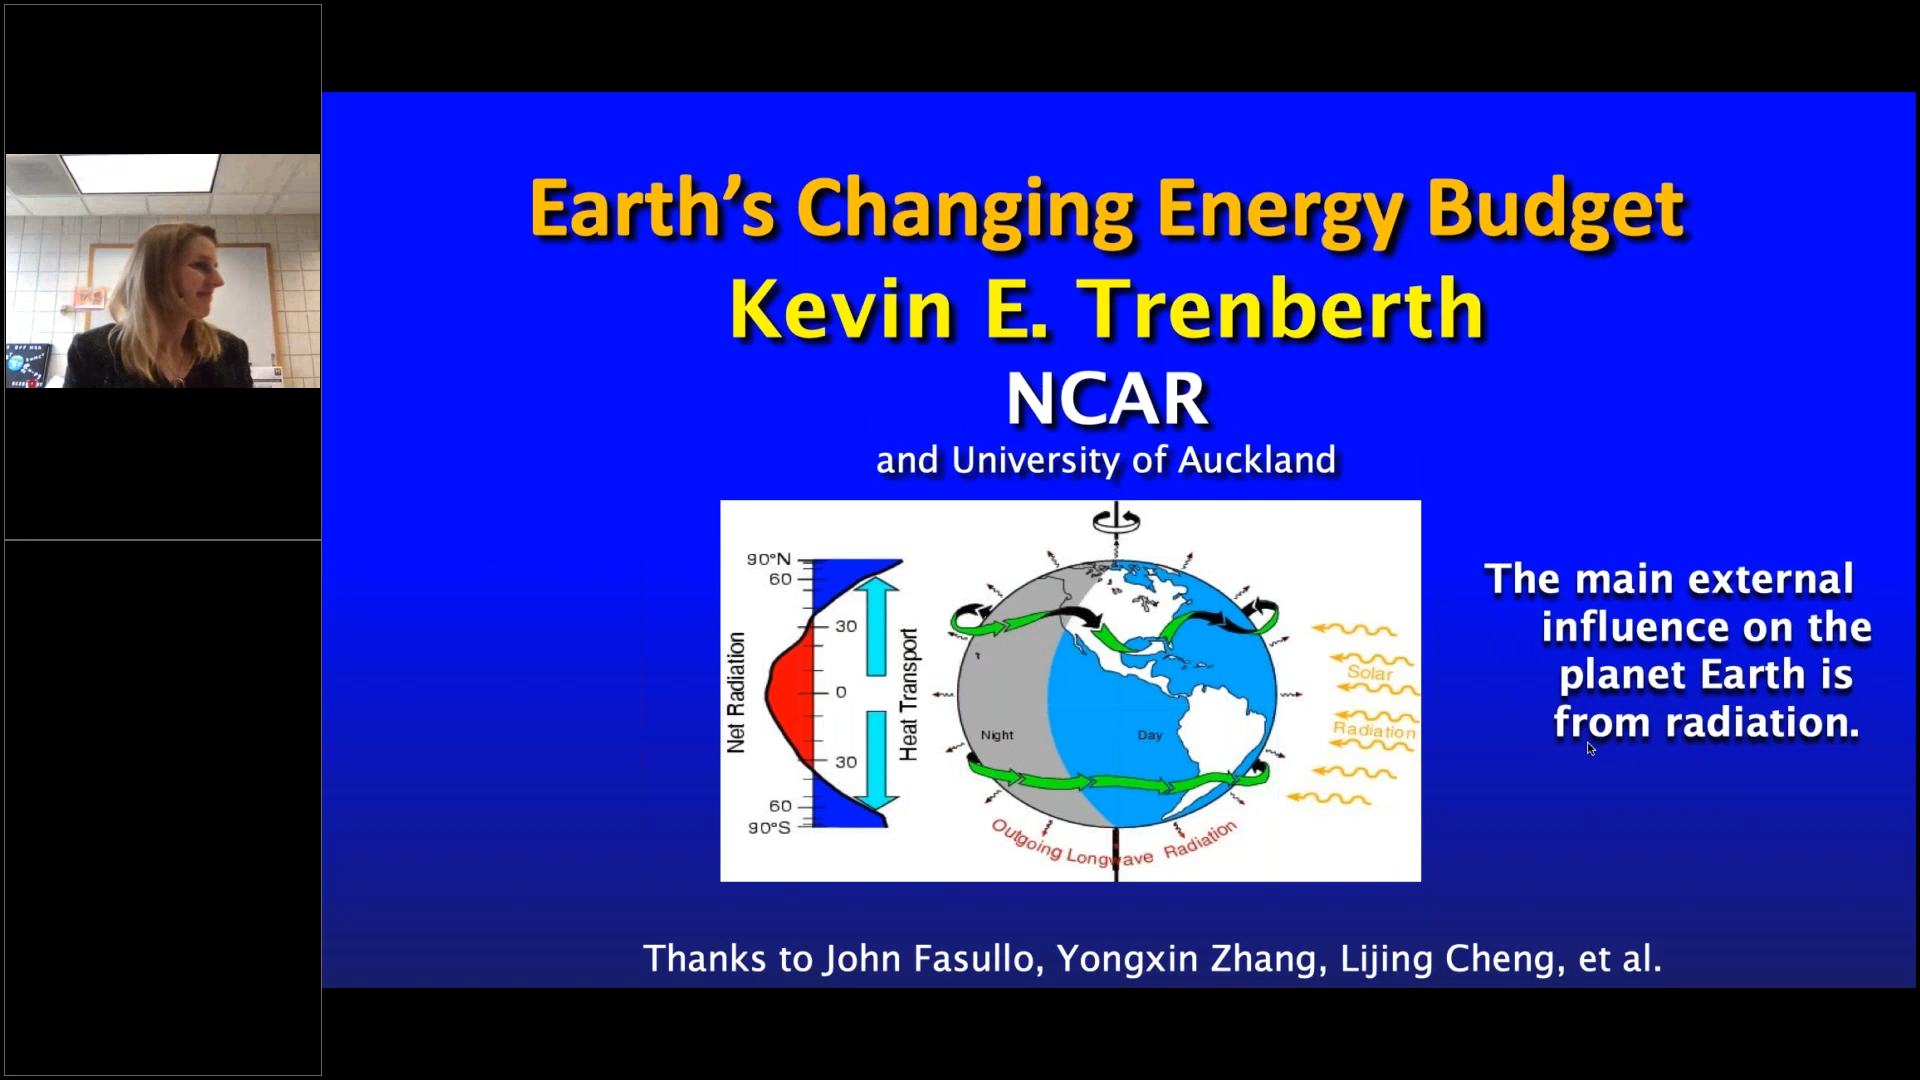 Earth’s Changing Energy Budget
Kevin E. Trenberth
NCAR
and University of Auckland
90°N
60
30
0
30
60
90°S
Net Radiation
Heat Transport
Night
Day
Solar
Radiation
Outgoing Longwave Radiation
The main external
influence on the
planet Earth is
from radiation.
Thanks to John Fasullo, Yongxin Zhang, Lijing Cheng, et al.